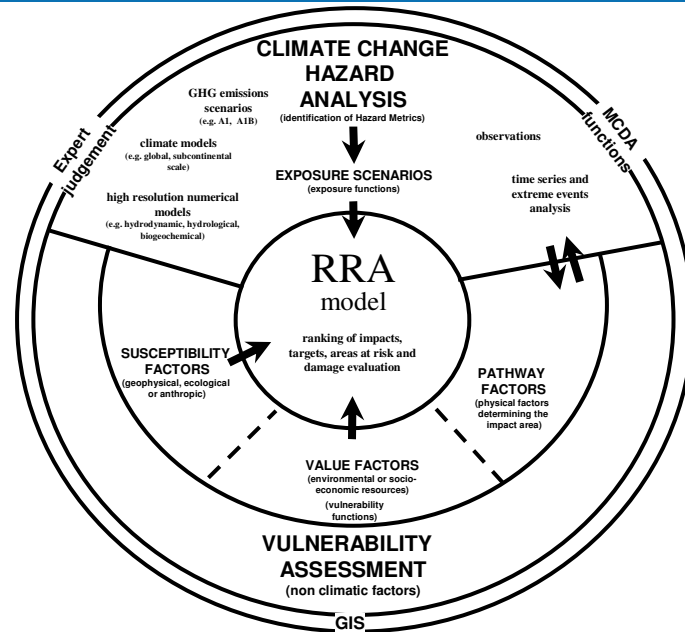 CLIMATE CHANGE
HAZARD
ANALYSIS
(identification of Hazard Metrics)
GHG emissions
scenarios
(e.g. A1, A1B)
climate models
(e.g. global, subcontinental
scale)
high resolution numerical
models
(e.g. hydrodynamic, hydrological,
biogeochemical)
EXPOSURE SCENARIOS
(exposure functions)
observations
time series and
extreme events
analysis
Expert
judgement
MCDA
functions
RRA
model
ranking of impacts,
targets, areas at risk and
damage evaluation
SUSCEPTIBILITY
FACTORS
(geophysical, ecological
or anthropic)
PATHWAY
FACTORS
(physical factors
determining the
impact area)
VALUE FACTORS
(environmental or socio-
economic resources)
(vulnerability
functions)
VULNERABILITY
ASSESSMENT
(non climatic factors)
GIS